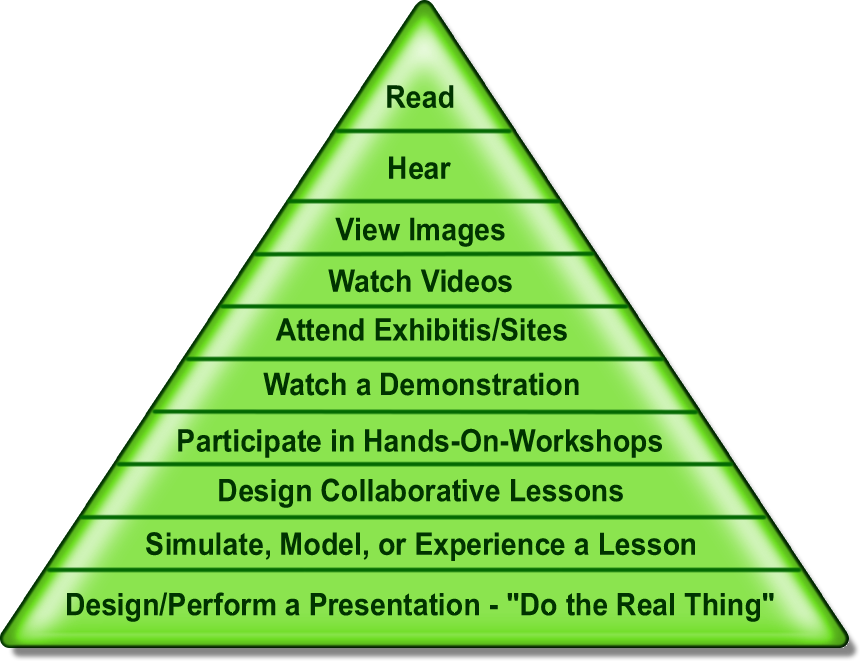 Read
Hear
View Images
Watch Videos
Attend Exhibitis/Sites
Watch a Demonstration
Participate in Hands-On-Workshops
Design Collaborative Lessons
Simulate, Model, or Experience a Lesson
Design/Perform a Presentation - "Do the Real Thing"